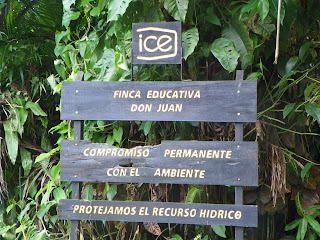 ice
FINCA EDUCATIVA
DON JUAN
COMPROMISO PERMANENTE
CON EL AMBIENTE
PROTEJAMOS EL RECURSO HIDRICO